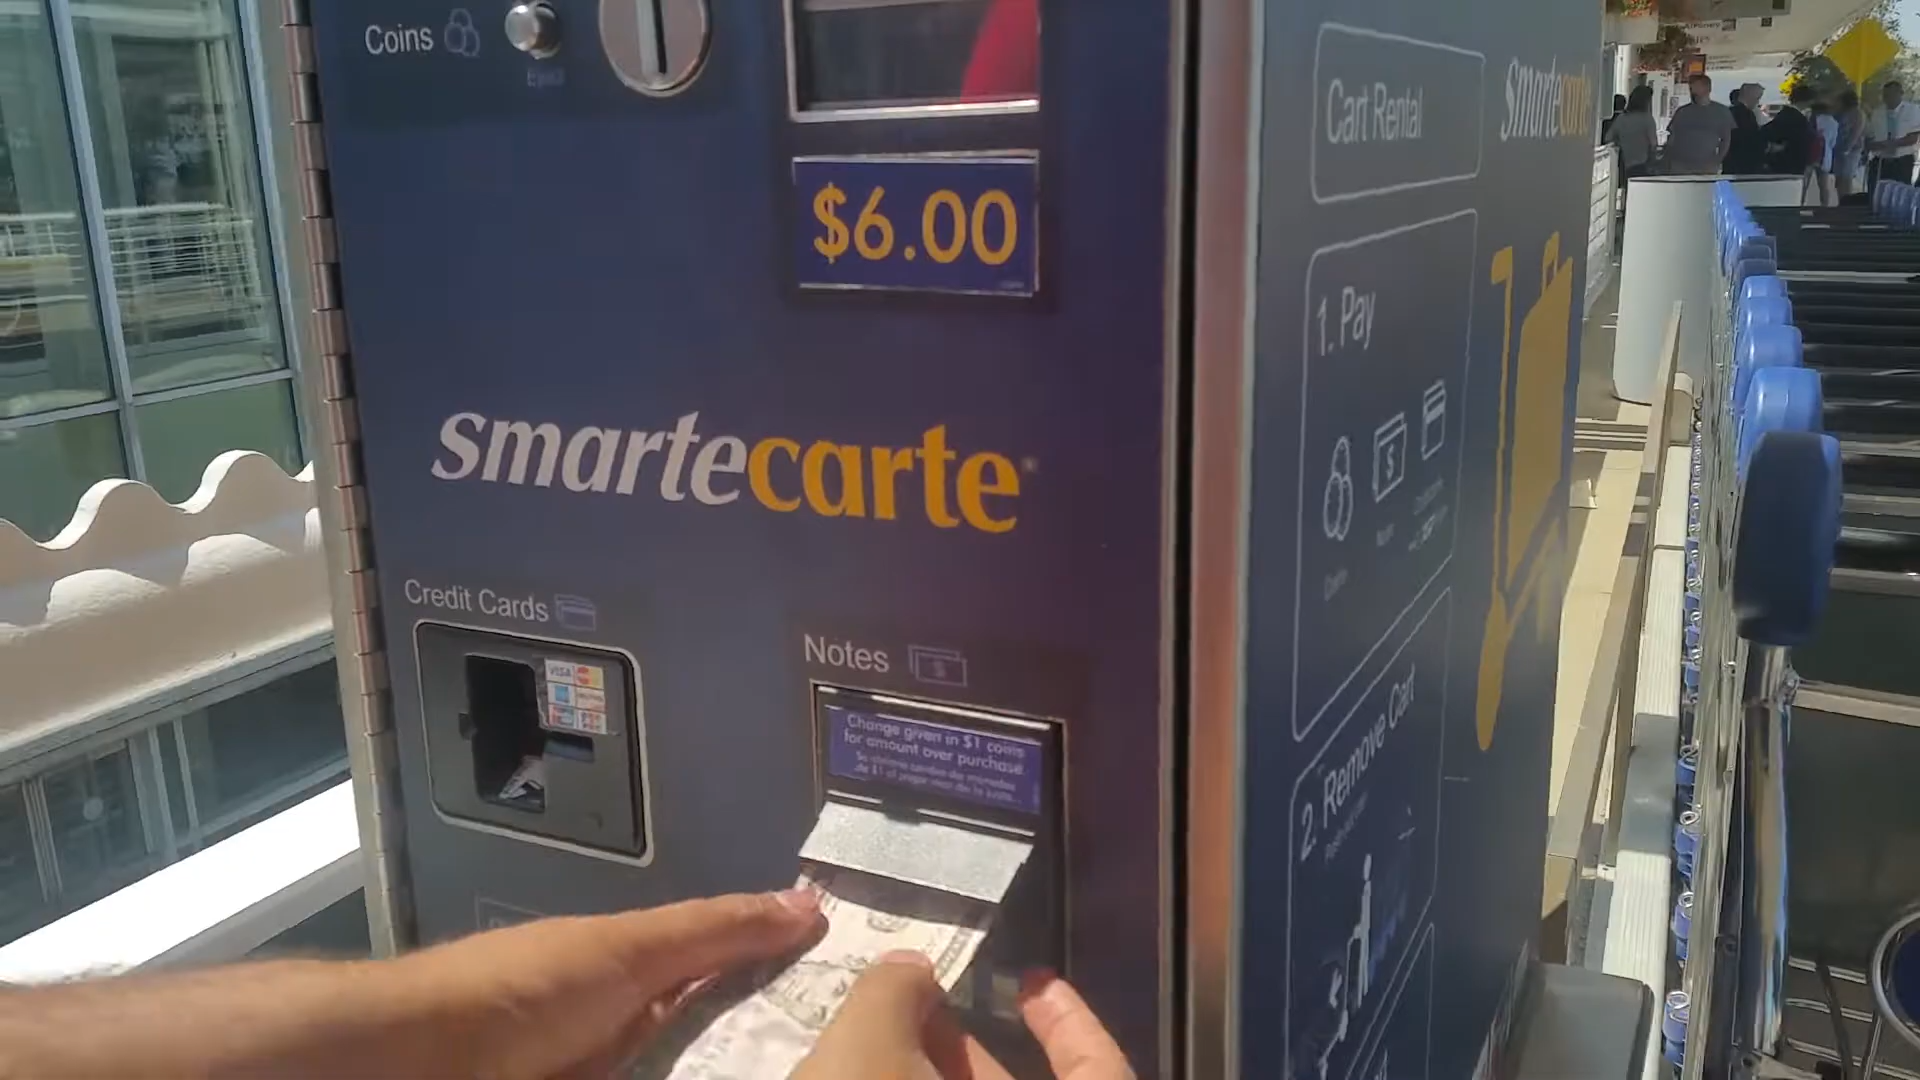 Coins
$6.00
smartecarte
Credit Cards
VISA
Notes
Change given in $1 coins
for amount over purchase.
Cart Rental
smartecarte
1. Pay
2. Remove Cart